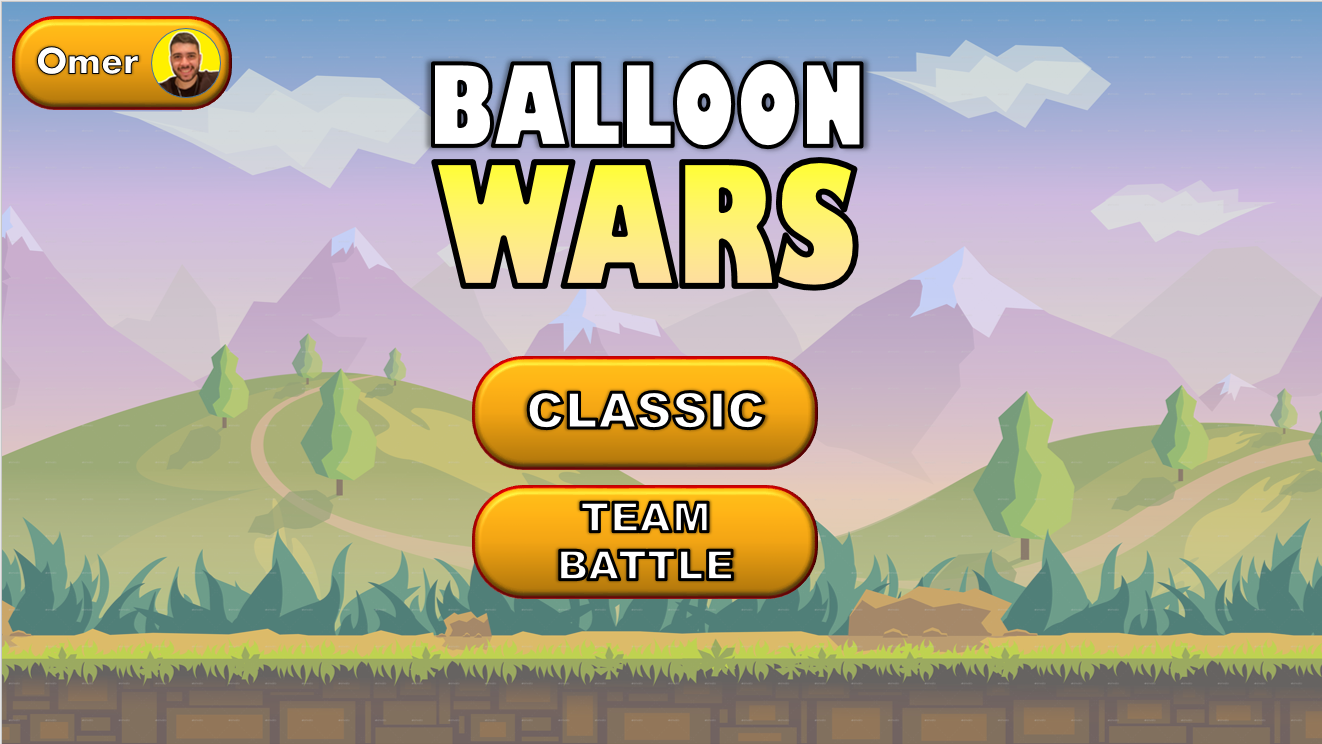 Omer
BALLOON
WARS
CLASSIC
TEAM
BATTLE